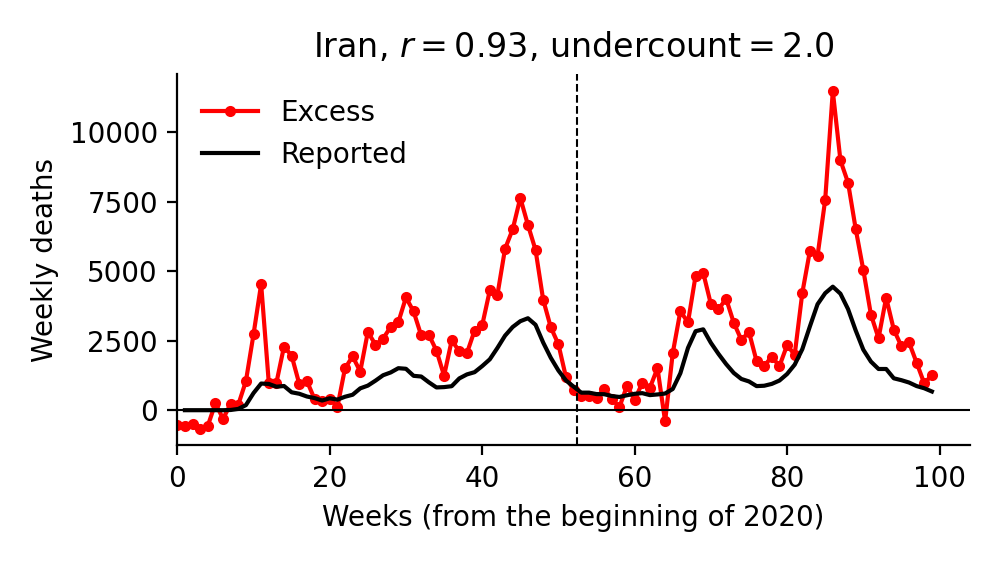 Iran, r = 0.93, undercount = 2.0
Excess
Reported
Weekly deaths
10000
7500
5000
2500
0
0 20 40 60 80 100
Weeks (from the beginning of 2020)